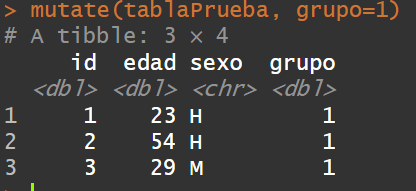 > mutate(tablaPrueba, grupo=1)
# A tibble: 3 × 4
id edad sexo grupo
<dbl> <dbl> <chr> <dbl>
1 1 23 H 1
2 2 54 H 1
3 3 29 M 1